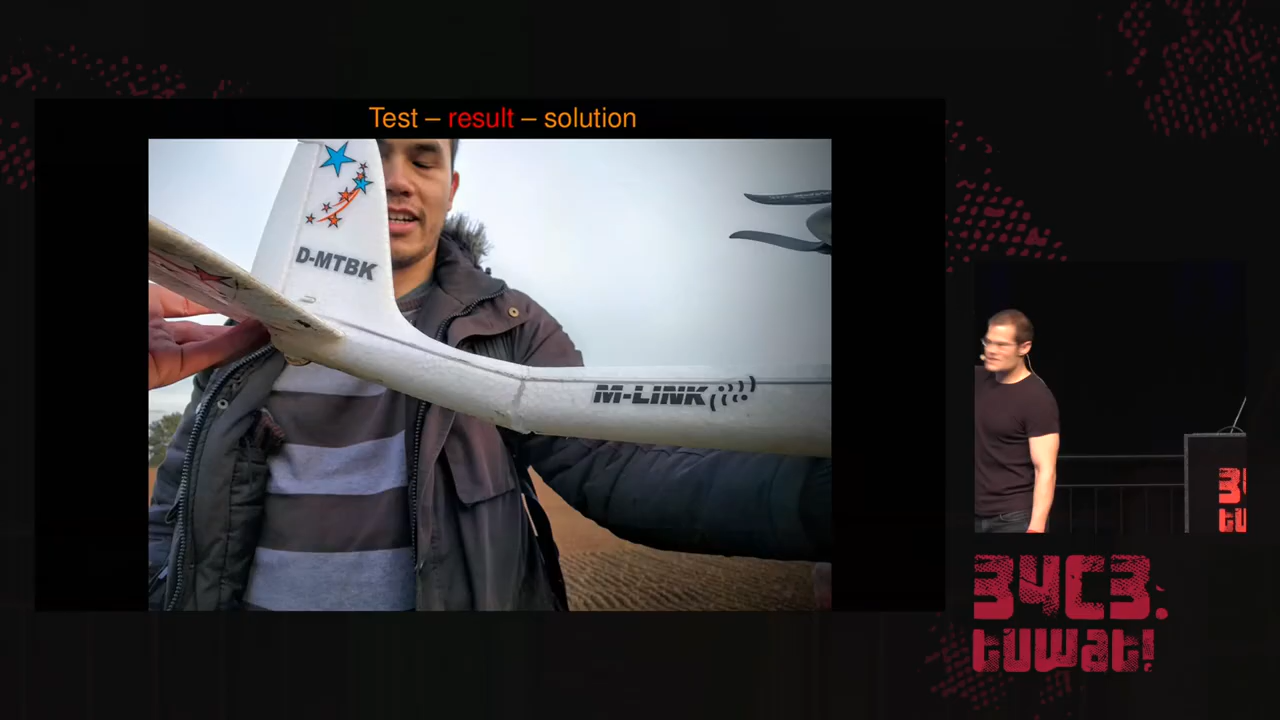 Test – result – solution
D-MTBK
M-LINK
34C3.
tuwat!